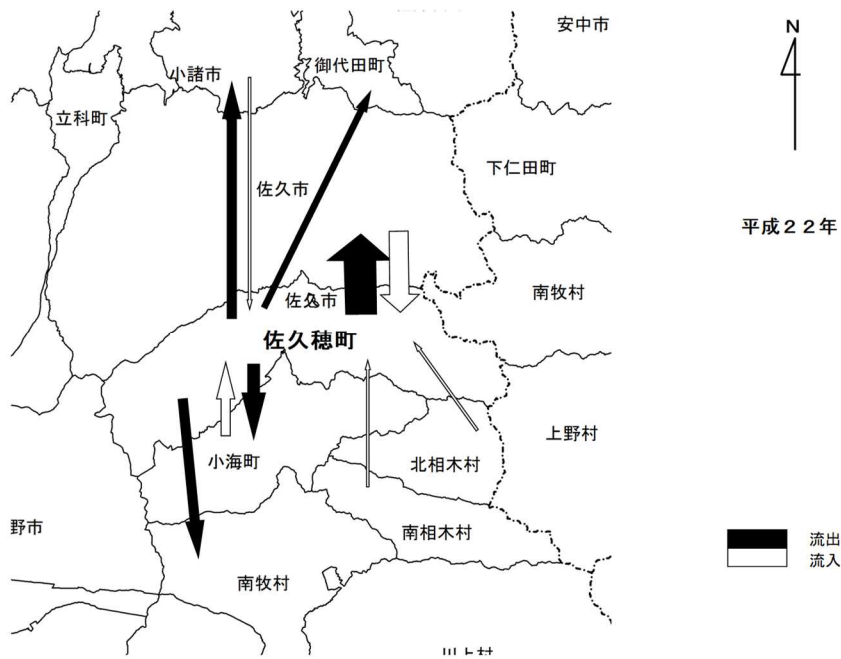 安中市
N
小諸市
御代田町
立科町
下仁田町
佐久市
平成２２年
南牧村
佐久市
佐久穂町
上野村
小海町
北相木村
野市
南相木村
流出
流入
南牧村
川上村